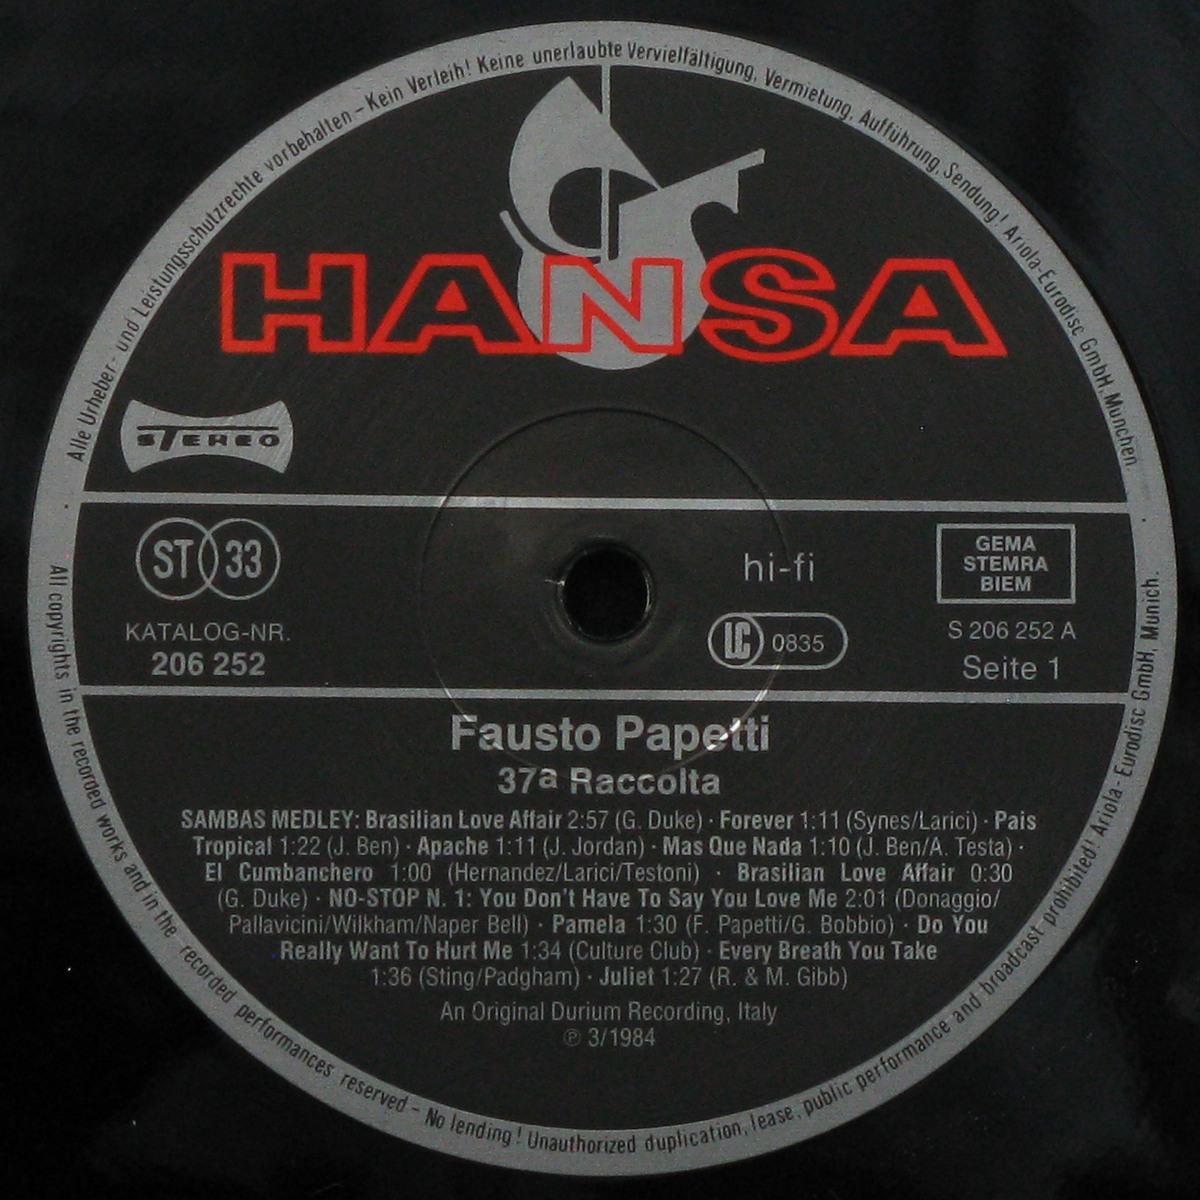 Alle Urheber- und Leistungsschutzrechte vorbehalten – Kein Verleih! Keine unerlaubte Vervielfältigung, Vermietung, Aufführung, Sendung! Ariola-Eurodisc GmbH, München.
HANSA
STEREO
ST 33
KATALOG-NR.
206 252
hi-fi
LC 0835
GEMA
STEMRA
BIEM
S 206 252 A
Seite 1
Fausto Papetti
37ª Raccolta
SAMBAS MEDLEY: Brasilian Love Affair 2:57 (G. Duke) · Forever 1:11 (Synes/Larici) · Pais
Tropical 1:22 (J. Ben) · Apache 1:11 (J. Jordan) · Mas Que Nada 1:10 (J. Ben/A. Testa) ·
El Cumbanchero 1:00 (Hernandez/Larici/Testoni) · Brasilian Love Affair 0:30
(G. Duke) · NO-STOP N. 1: You Don't Have To Say You Love Me 2:01 (Donaggio/
Pallavicini/Wilkham/Naper Bell) · Pamela 1:30 (F. Papetti/G. Bobbio) · Do You
Really Want To Hurt Me 1:34 (Culture Club) · Every Breath You Take
1:36 (Sting/Padgham) · Juliet 1:27 (R. & M. Gibb)
An Original Durium Recording, Italy
℗ 3/1984
All copyrights in the recorded works and in the recorded performances reserved – No lending! Unauthorized duplication, lease, public performance and broadcast prohibited! Ariola-Eurodisc GmbH, Munich.